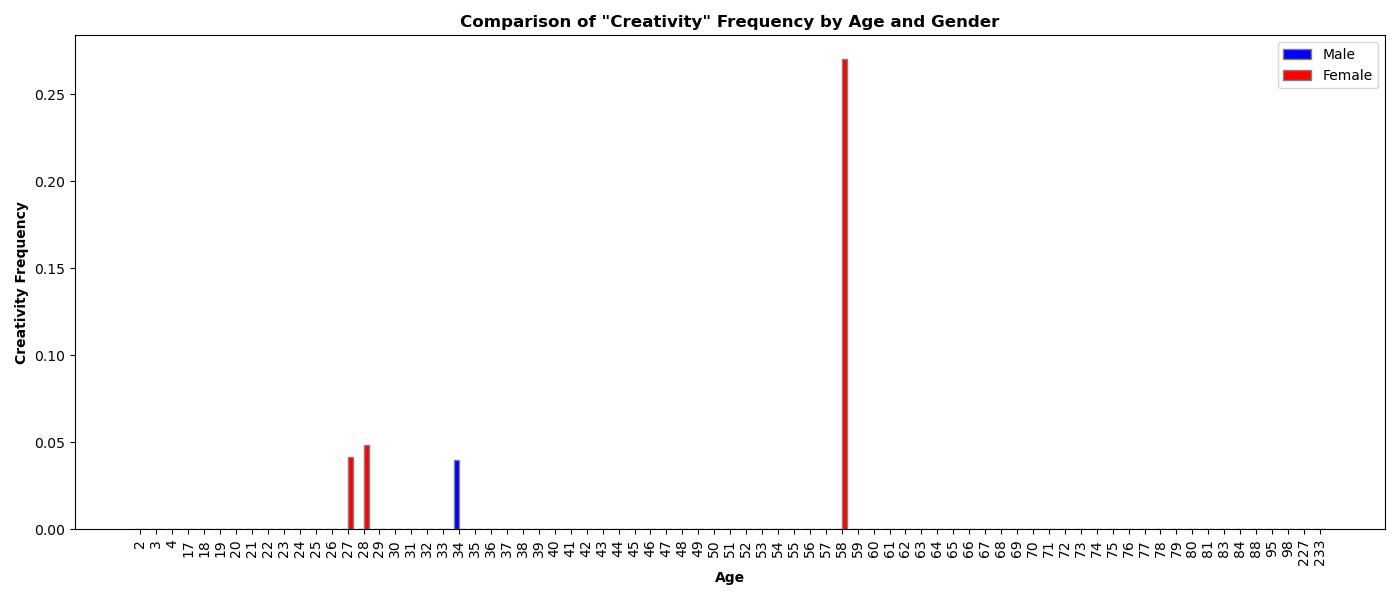 Comparison of "Creativity" Frequency by Age and Gender
Male
Female
Creativity Frequency
0.25
0.20
0.15
0.10
0.05
0.00
2 3 4 17 18 19 20 21 22 23 24 25 26 27 28 29 30 31 32 33 34 35 36 37 38 39 40 41 42 43 44 45 46 47 48 49 50 51 52 53 54 55 56 57 58 59 60 61 62 63 64 65 66 67 68 69 70 71 72 73 74 75 76 77 78 79 80 81 83 84 88 95 98 227 233
Age